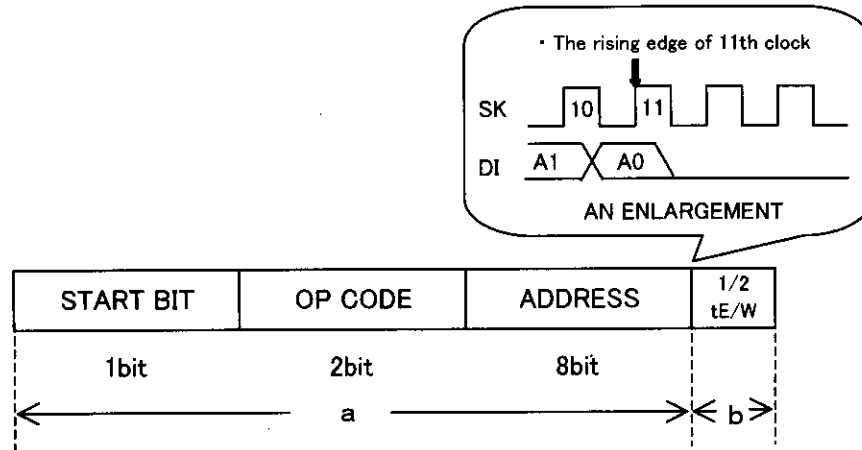 ・The rising edge of 11th clock
SK 10 11
DI A1 A0
AN ENLARGEMENT
START BIT OP CODE ADDRESS 1/2
tE/W
1bit 2bit 8bit
a b